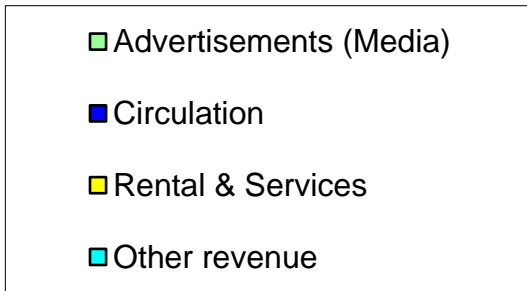 Advertisements (Media)
Circulation
Rental & Services
Other revenue